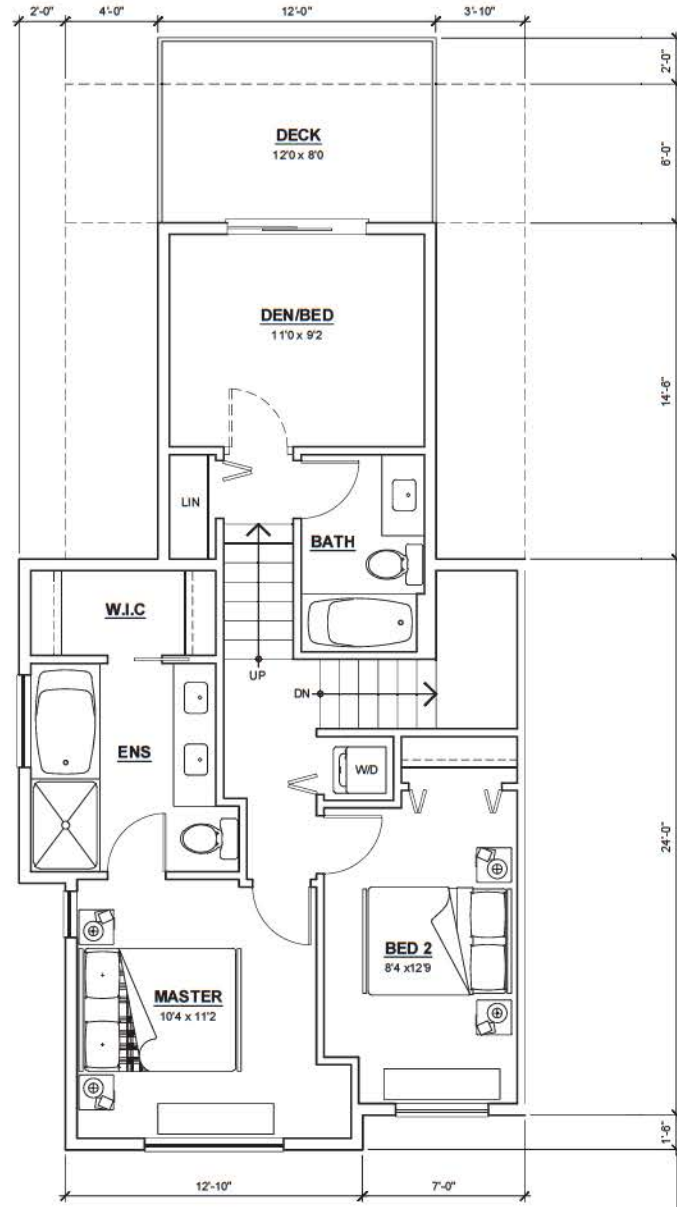 2'-0"
4'-0"
12'-0"
3'-10"
2'-0"
6'-0"
DECK
12'0 x 8'0
DEN/BED
11'0 x 9'2
14'-6"
LIN
BATH
W.I.C
UP
DN
ENS
W/D
24'-0"
BED 2
8'4 x12'9
MASTER
10'4 x 11'2
1'-6"
12'-10"
7'-0"